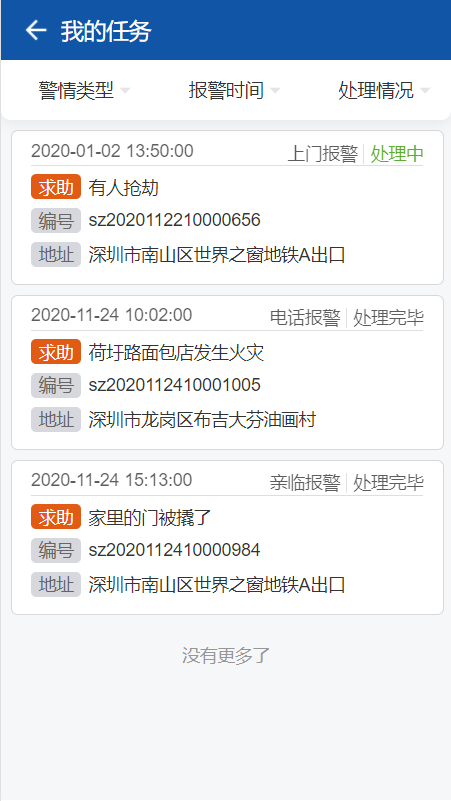 我的任务
警情类型 报警时间 处理情况
2020-01-02 13:50:00 上门报警 处理中
求助 有人抢劫
编号 sz2020112210000656
地址 深圳市南山区世界之窗地铁A出口
2020-11-24 10:02:00 电话报警 处理完毕
求助 荷圩路面包店发生火灾
编号 sz2020112410001005
地址 深圳市龙岗区布吉大芬油画村
2020-11-24 15:13:00 亲临报警 处理完毕
求助 家里的门被撬了
编号 sz2020112410000984
地址 深圳市南山区世界之窗地铁A出口
没有更多了